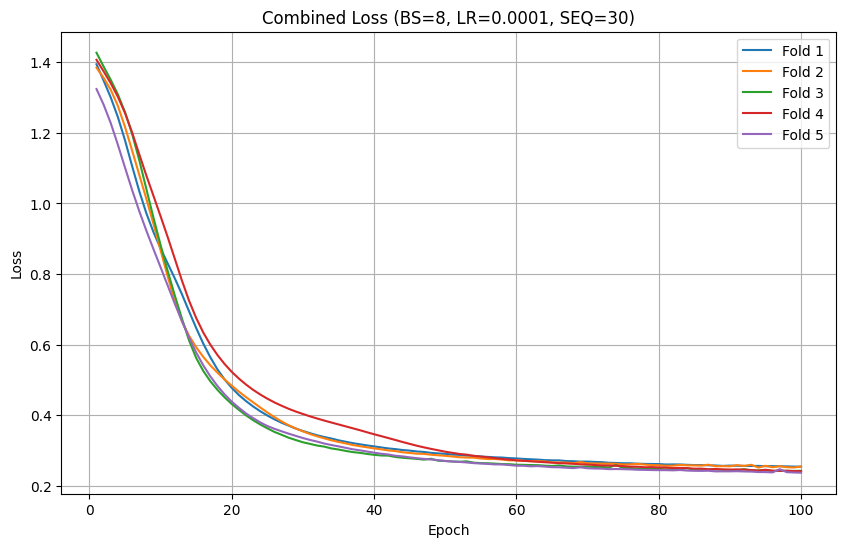 Combined Loss (BS=8, LR=0.0001, SEQ=30)
Fold 1
Fold 2
Fold 3
Fold 4
Fold 5
Loss
1.4
1.2
1.0
0.8
0.6
0.4
0.2
0 20 40 60 80 100
Epoch